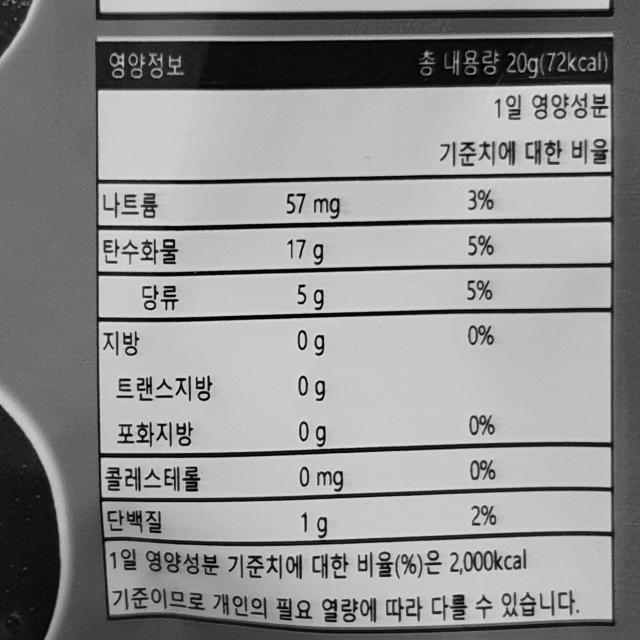 영양정보 총 내용량 20g(72kcal)
1일 영양성분
기준치에 대한 비율
나트륨 57 mg 3%
탄수화물 17 g 5%
당류 5 g 5%
지방 0 g 0%
트랜스지방 0 g
포화지방 0 g 0%
콜레스테롤 0 mg 0%
단백질 1 g 2%
1일 영양성분 기준치에 대한 비율(%)은 2,000kcal
기준이므로 개인의 필요 열량에 따라 다를 수 있습니다.